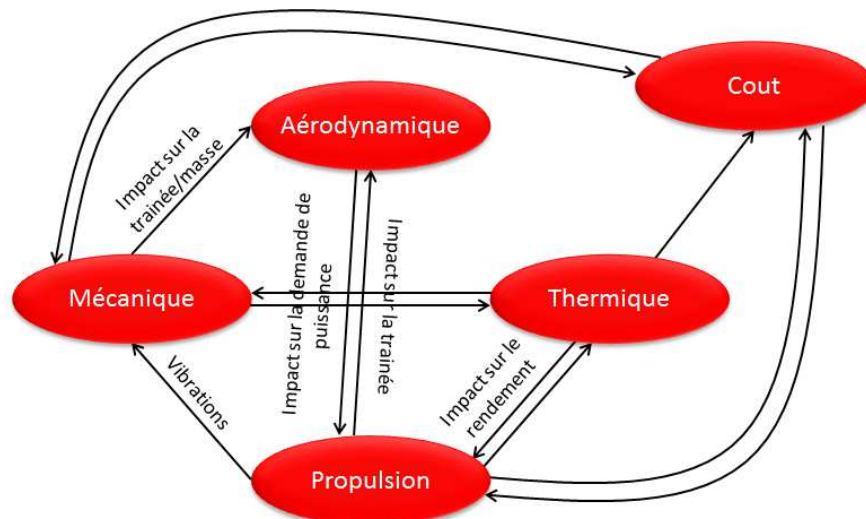 Cout
Aérodynamique
Impact sur la
trainée/masse
Impact sur la demande de
puissance
Impact sur la trainée
Mécanique
Thermique
Impact sur le
rendement
Vibrations
Propulsion